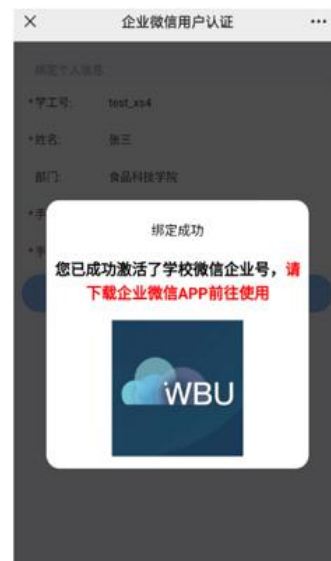 企业微信用户认证
绑定个人信息
*学工号: test_xs4
*姓名: 张三
部门: 食品科技学院
*手
绑定成功
您已成功激活了学校微信企业号，请
下载企业微信APP前往使用
iWBU